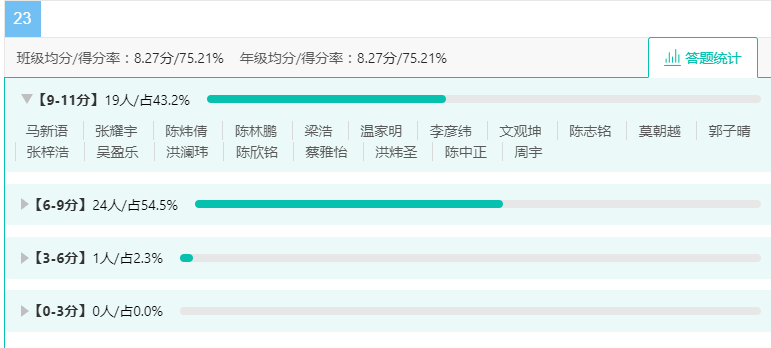 23
班级均分/得分率：8.27分/75.21% 年级均分/得分率：8.27分/75.21% 答题统计
【9-11分】19人/占43.2%
马新语 张耀宇 陈炜倩 陈林鹏 梁浩 温家明 李彦纬 文观坤 陈志铭 莫朝越 郭子晴
张梓浩 吴盈乐 洪澜玮 陈欣铭 蔡雅怡 洪炜圣 陈中正 周宇
【6-9分】24人/占54.5%
【3-6分】1人/占2.3%
【0-3分】0人/占0.0%